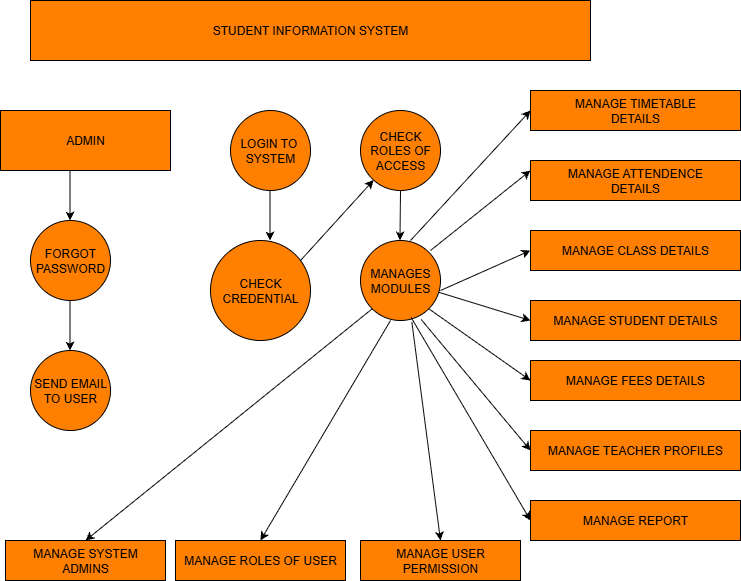 STUDENT INFORMATION SYSTEM
ADMIN
LOGIN TO
SYSTEM
CHECK
ROLES OF
ACCESS
MANAGE TIMETABLE
DETAILS
MANAGE ATTENDENCE
DETAILS
FORGOT
PASSWORD
CHECK
CREDENTIAL
MANAGES
MODULES
MANAGE CLASS DETAILS
MANAGE STUDENT DETAILS
SEND EMAIL
TO USER
MANAGE FEES DETAILS
MANAGE TEACHER PROFILES
MANAGE REPORT
MANAGE SYSTEM
ADMINS
MANAGE ROLES OF USER
MANAGE USER
PERMISSION